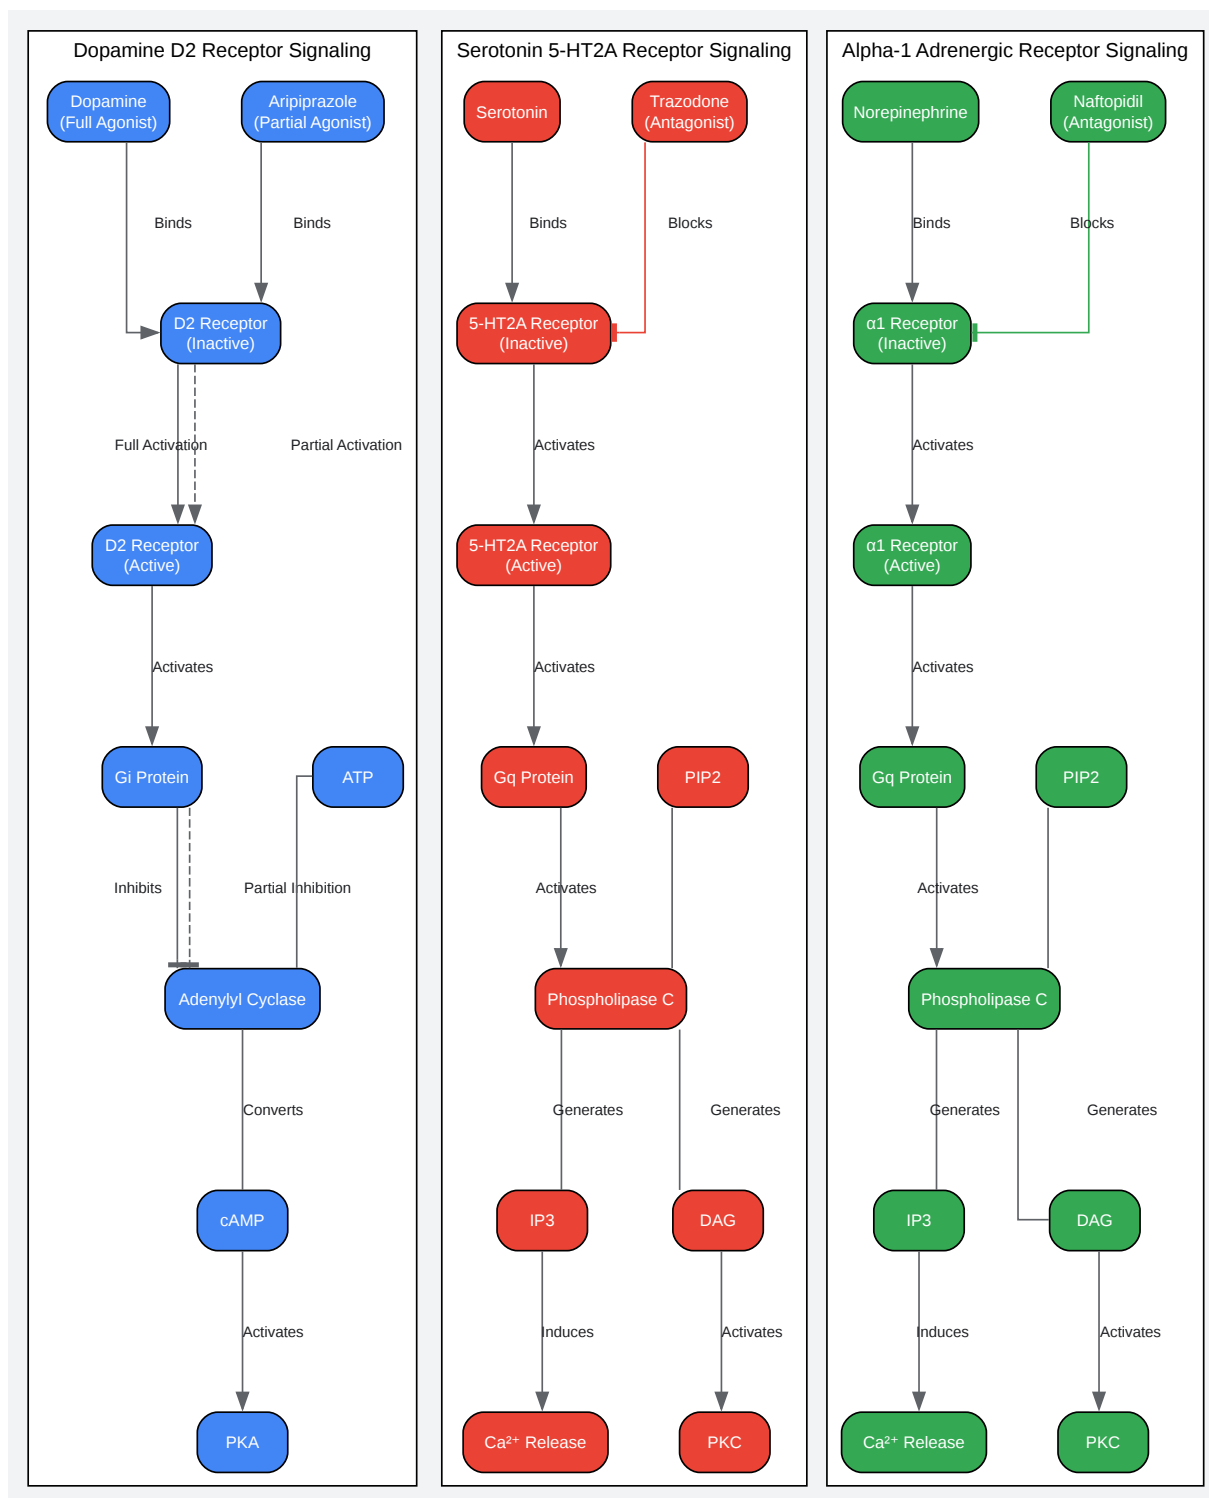 Dopamine D2 Receptor Signaling
Dopamine
(Full Agonist)
Aripiprazole
(Partial Agonist)
Binds
Binds
D2 Receptor
(Inactive)
Full Activation
Partial Activation
D2 Receptor
(Active)
Activates
Gi Protein
ATP
Inhibits
Partial Inhibition
Adenylyl Cyclase
Converts
cAMP
Activates
PKA
Serotonin 5-HT2A Receptor Signaling
Serotonin
Trazodone
(Antagonist)
Binds
Blocks
5-HT2A Receptor
(Inactive)
Activates
5-HT2A Receptor
(Active)
Activates
Gq Protein
PIP2
Activates
Phospholipase C
Generates
Generates
IP3
DAG
Induces
Activates
Ca²⁺ Release
PKC
Alpha-1 Adrenergic Receptor Signaling
Norepinephrine
Naftopidil
(Antagonist)
Binds
Blocks
α1 Receptor
(Inactive)
Activates
α1 Receptor
(Active)
Activates
Gq Protein
PIP2
Activates
Phospholipase C
Generates
Generates
IP3
DAG
Induces
Activates
Ca²⁺ Release
PKC